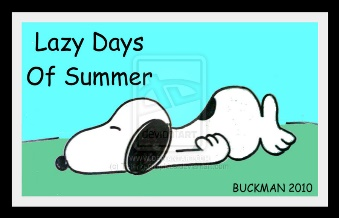 Lazy Days
Of Summer
BUCKMAN 2010